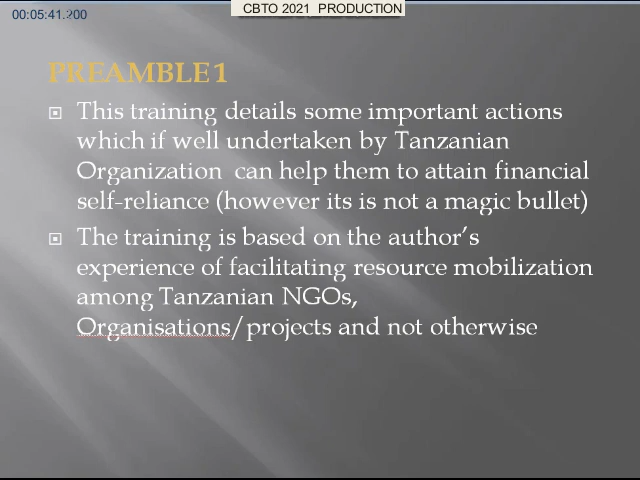 00:05:41.200
CBTO 2021 PRODUCTION
PREAMBLE1
This training details some important actions
which if well undertaken by Tanzanian
Organization can help them to attain financial
self-reliance (however its is not a magic bullet)
The training is based on the author's
experience of facilitating resource mobilization
among Tanzanian NGOs,
Organisations/projects and not otherwise